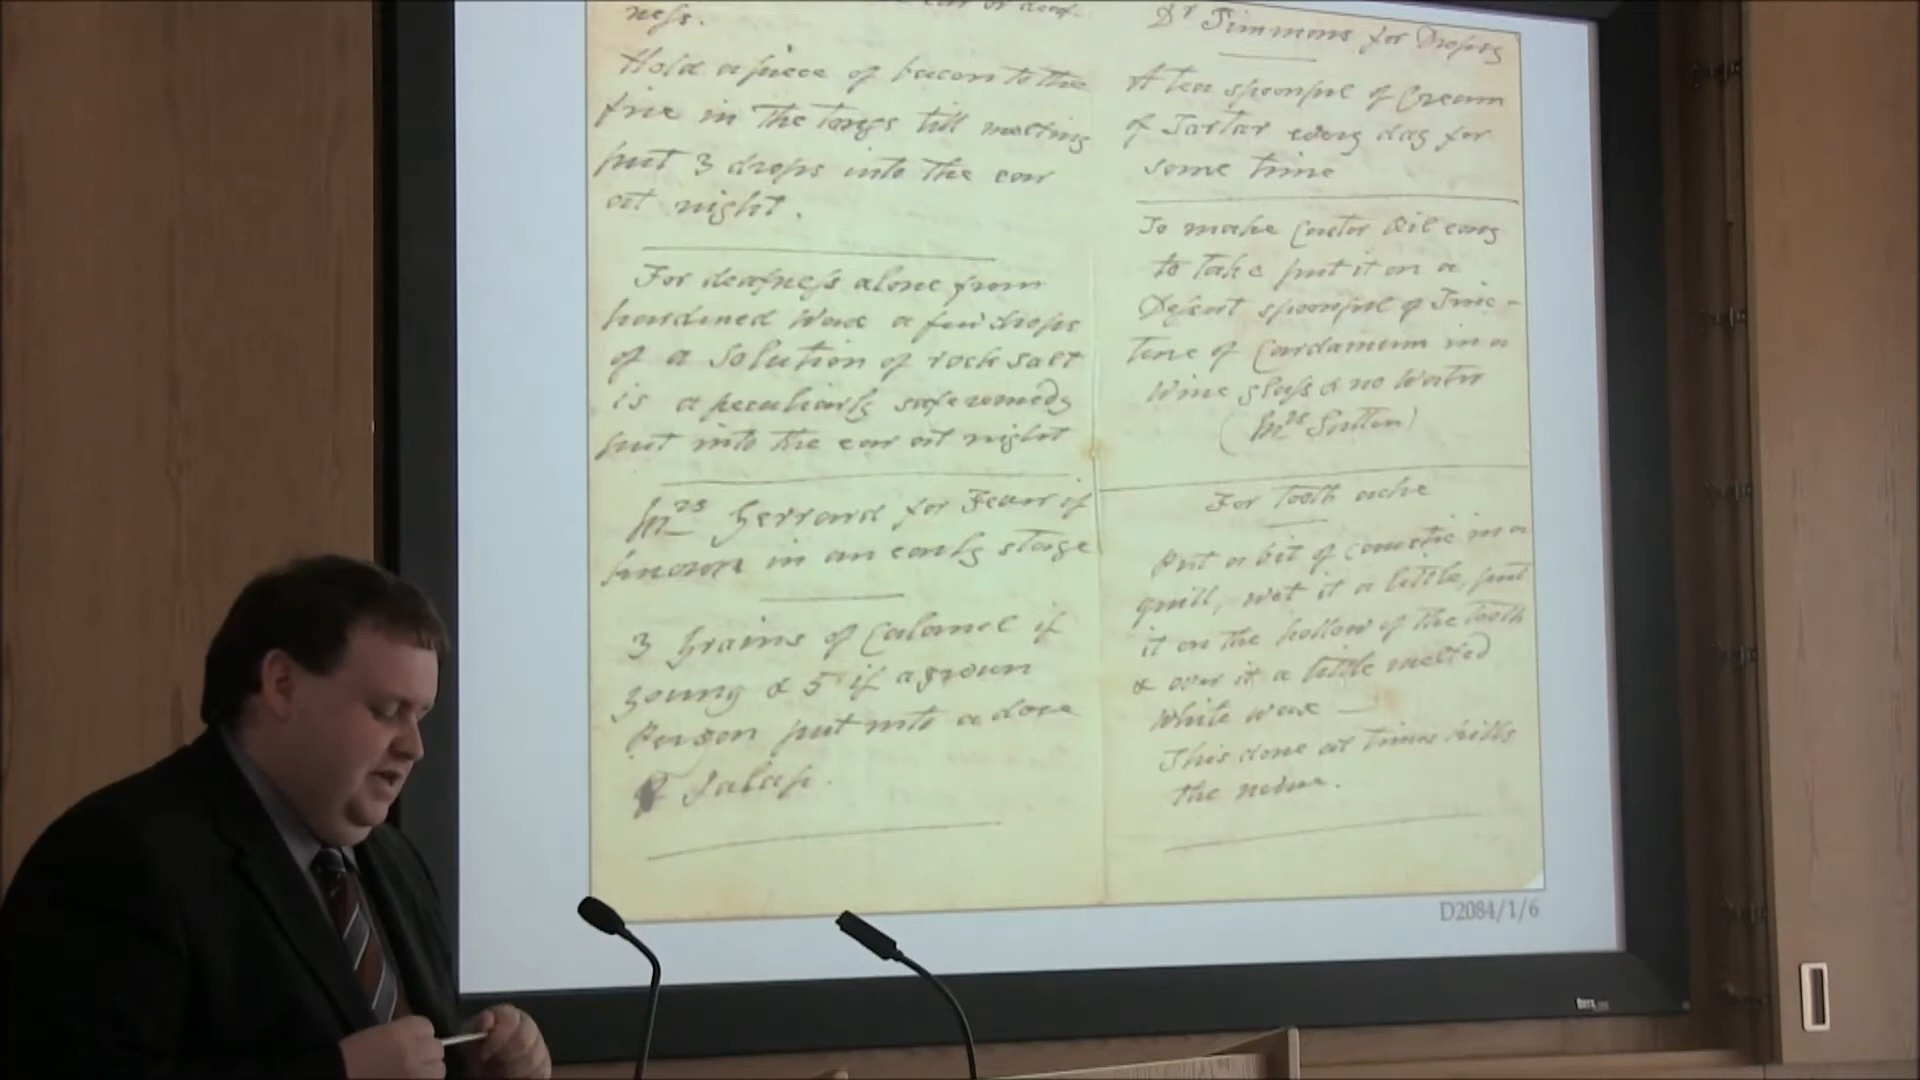 ness.
Hold a piece of bacon to the
fire in the tongs till melting
put 3 drops into the ear
at night.
For deafness alone from
hardened Wax a few drops
of a Solution of rock salt
is a peculiarly safe remedy
put into the ear at night
Mrs Gerrard for Fever if
known in an early stage
3 Grains of Calomel if
young & 5 if a grown
Person put into a dose
of Jalap.
Dr Simmons for Dropsy
A tea spoonful of Cream
of Tartar every day for
some time
To make Castor Oil easy
to take put it on a
Desert spoonful of Tinc-
ture of Cardamum in a
Wine glass & no Water
(Mrs Sutton)
For Tooth ache
Put a bit of caustic in a
quill, wet it a little, put
it on the hollow of the tooth
& over it a little melted
White wax —
This done at times kills
the nerve.
D2084/1/6